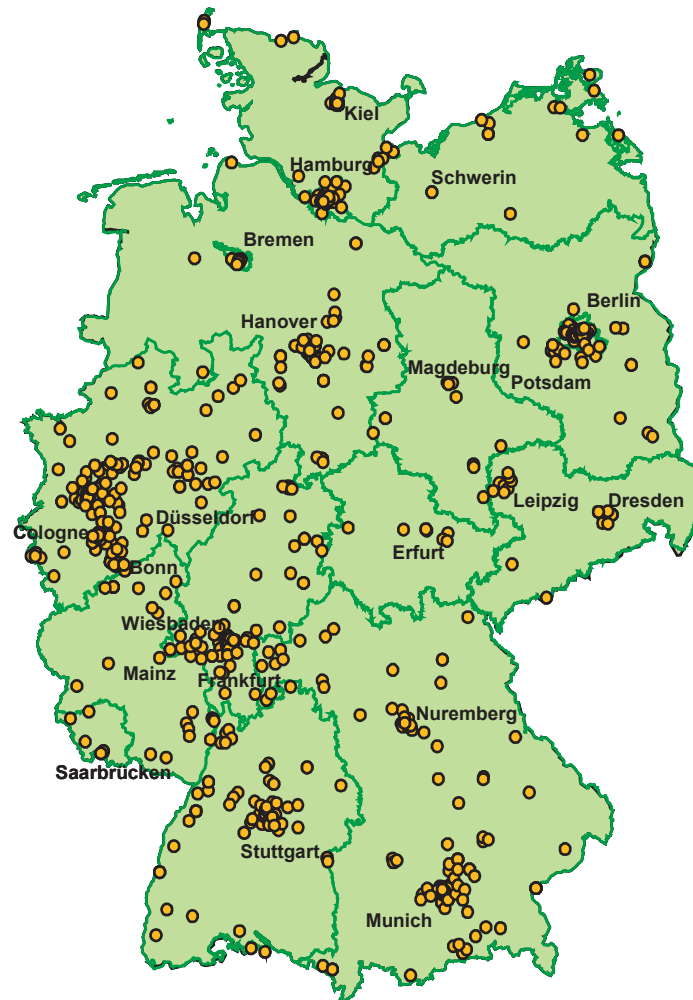 Kiel
Hamburg
Schwerin
Bremen
Berlin
Hanover
Magdeburg
Potsdam
Leipzig
Dresden
Düsseldorf
Cologne
Erfurt
Bonn
Wiesbaden
Mainz
Frankfurt
Nuremberg
Saarbrücken
Stuttgart
Munich